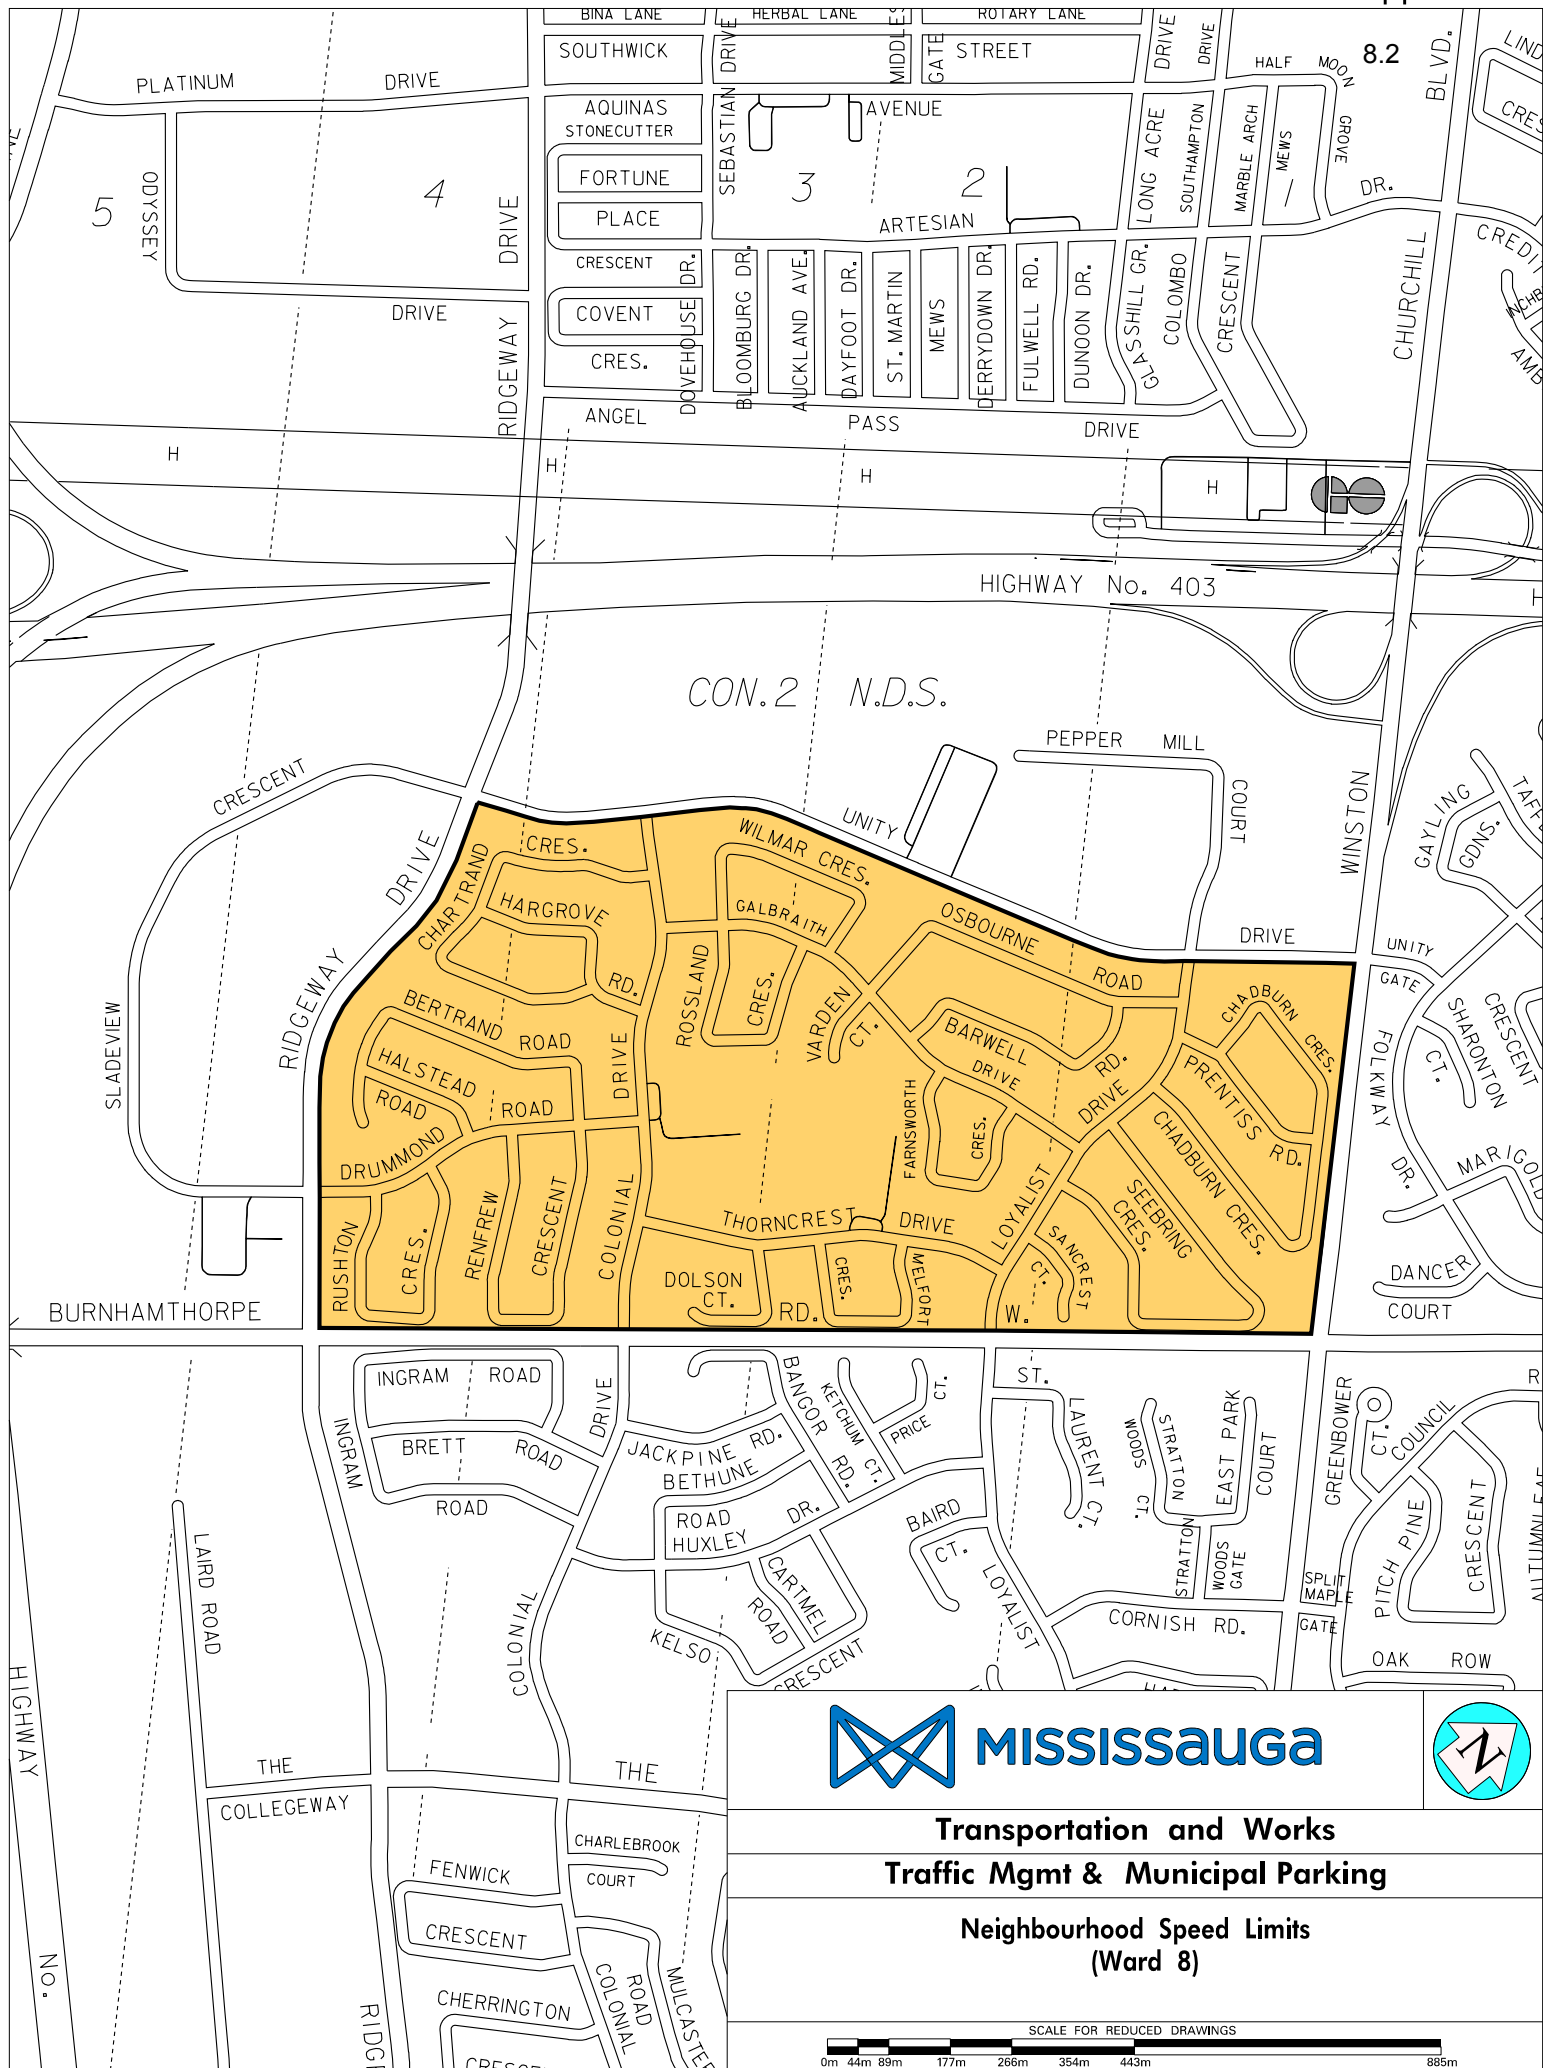 8.2
BINA LANE
HERBAL LANE
ROTARY LANE
SOUTHWICK
STREET
SEBASTIAN DRIVE
GATE
DRIVE
DRIVE
HALF MOON
GROVE
BLVD.
PLATINUM DRIVE
AQUINAS
AVENUE
STONECUTTER
FORTUNE
PLACE
CRESCENT
COVENT
CRES.
ODYSSEY
DRIVE
5
4
3
2
ARTESIAN
DR.
LONG ACRE
SOUTHAMPTON
MARBLE ARCH
MEWS
RIDGEWAY DRIVE
DOVEHOUSE DR.
BLOOMBURG DR.
AUCKLAND AVE.
DAYFOOT DR.
ST. MARTIN
MEWS
DERRYDOWN DR.
FULWELL RD.
DUNOON DR.
GLASSHILL GR.
COLOMBO
CRESCENT
CHURCHILL
ANGEL PASS DRIVE
H
H
H
H
HIGHWAY No. 403
CON. 2 N.D.S.
PEPPER MILL
COURT
CRESCENT
SLADEVIEW
RIDGEWAY DRIVE
UNITY
DRIVE
WINSTON
UNITY
GATE
GAYLING
GDNS.
CHARTRAND
CRES.
HARGROVE
RD.
WILMAR CRES.
GALBRAITH
OSBOURNE
ROAD
ROSSLAND
CRES.
VARDEN
CT.
BERTRAND
ROAD
HALSTEAD
ROAD
DRUMMOND
ROAD
DRIVE
COLONIAL
BARWELL
RD.
DRIVE
FARNSWORTH
CRES.
LOYALIST
DRIVE
CHADBURN
CRES.
PRENTISS
RD.
CHADBURN CRES.
SEEBRING
CRES.
SANCREST
CT.
THORNCREST DRIVE
RUSHTON
CRES.
RENFREW
CRESCENT
DOLSON
CT.
CRES.
MELFORT
FOLKWAY
DR.
SHARONTON
CT.
CRESCENT
DANCER
COURT
BURNHAMTHORPE
RD.
W.
INGRAM ROAD
INGRAM
BRETT ROAD
ROAD
DRIVE
JACKPINE RD.
BETHUNE
ROAD
HUXLEY
DR.
BANGOR
RD.
KETCHUM
CT.
PRICE
CT.
BAIRD
CT.
ST.
LAURENT CT.
STRATTON
WOODS
CT.
EAST PARK
COURT
STRATTON
WOODS
GATE
GREENBOWER
CT.
COUNCIL
PITCH PINE
CRESCENT
SPLIT
MAPLE
GATE
LAIRD ROAD
COLONIAL
CARTMEL
ROAD
KELSO
CRESCENT
LOYALIST
CORNISH RD.
OAK ROW
HIGHWAY
No.
THE
COLLEGEWAY
THE
CHARLEBROOK
COURT
FENWICK
CRESCENT
CHERRINGTON
COLONIAL
ROAD
MISSISSAUGA
N
Transportation and Works
Traffic Mgmt & Municipal Parking
Neighbourhood Speed Limits
(Ward 8)
SCALE FOR REDUCED DRAWINGS
0m 44m 89m 177m 266m 354m 443m 885m